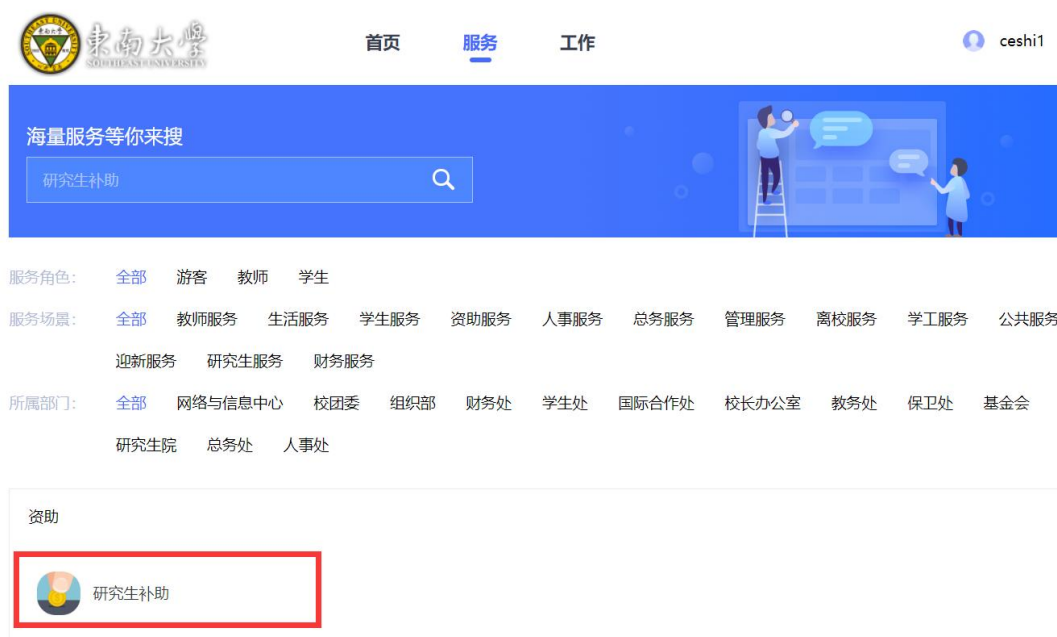 東南大學
SOUTHEAST UNIVERSITY
首页 服务 工作 ceshi1
海量服务等你来搜
研究生补助
服务角色： 全部 游客 教师 学生
服务场景： 全部 教师服务 生活服务 学生服务 资助服务 人事服务 总务服务 管理服务 离校服务 学工服务 公共服务
迎新服务 研究生服务 财务服务
所属部门： 全部 网络与信息中心 校团委 组织部 财务处 学生处 国际合作处 校长办公室 教务处 保卫处 基金会
研究生院 总务处 人事处
资助
研究生补助